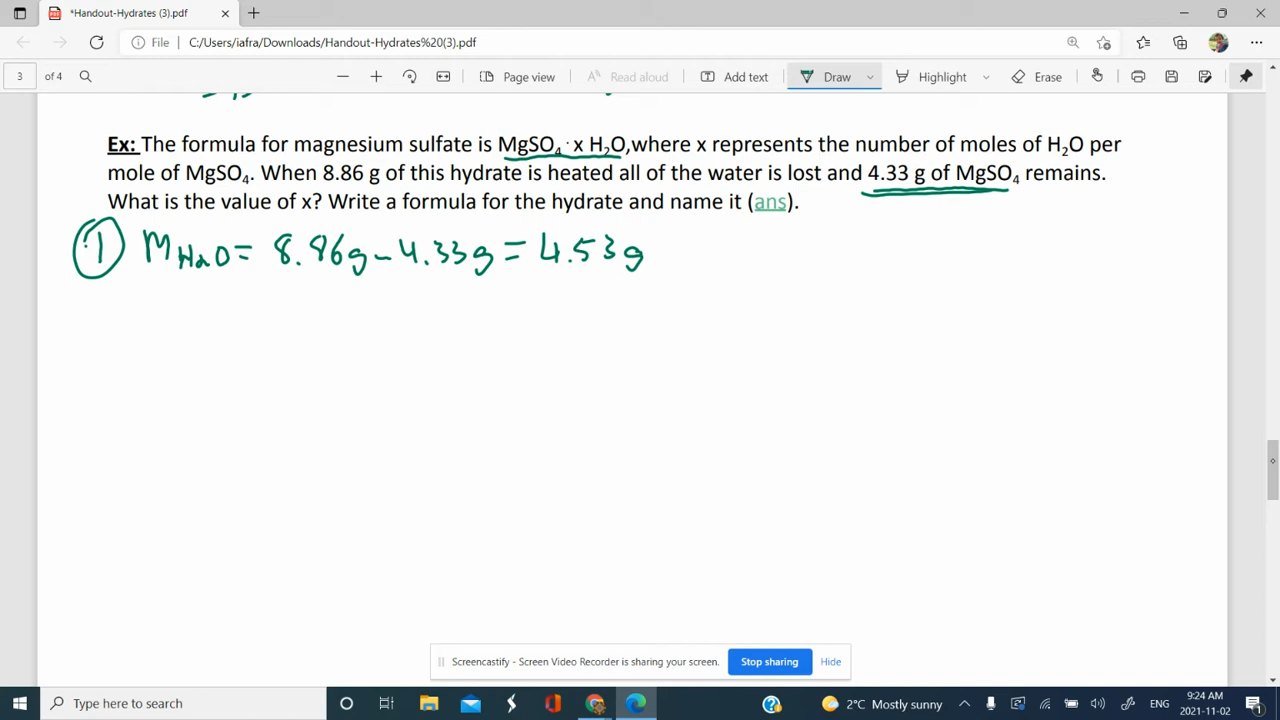 *Handout-Hydrates (3).pdf
File C:/Users/iafra/Downloads/Handout-Hydrates%20(3).pdf
3 of 4 Page view Read aloud Add text Draw Highlight Erase
Ex: The formula for magnesium sulfate is MgSO₄ · x H₂O,where x represents the number of moles of H₂O per
mole of MgSO₄. When 8.86 g of this hydrate is heated all of the water is lost and 4.33 g of MgSO₄ remains.
What is the value of x? Write a formula for the hydrate and name it (ans).
① M H₂O = 8.86g - 4.33g = 4.53g
Screencastify - Screen Video Recorder is sharing your screen. Stop sharing Hide
Type here to search 2°C Mostly sunny ENG 9:24 AM
2021-11-02